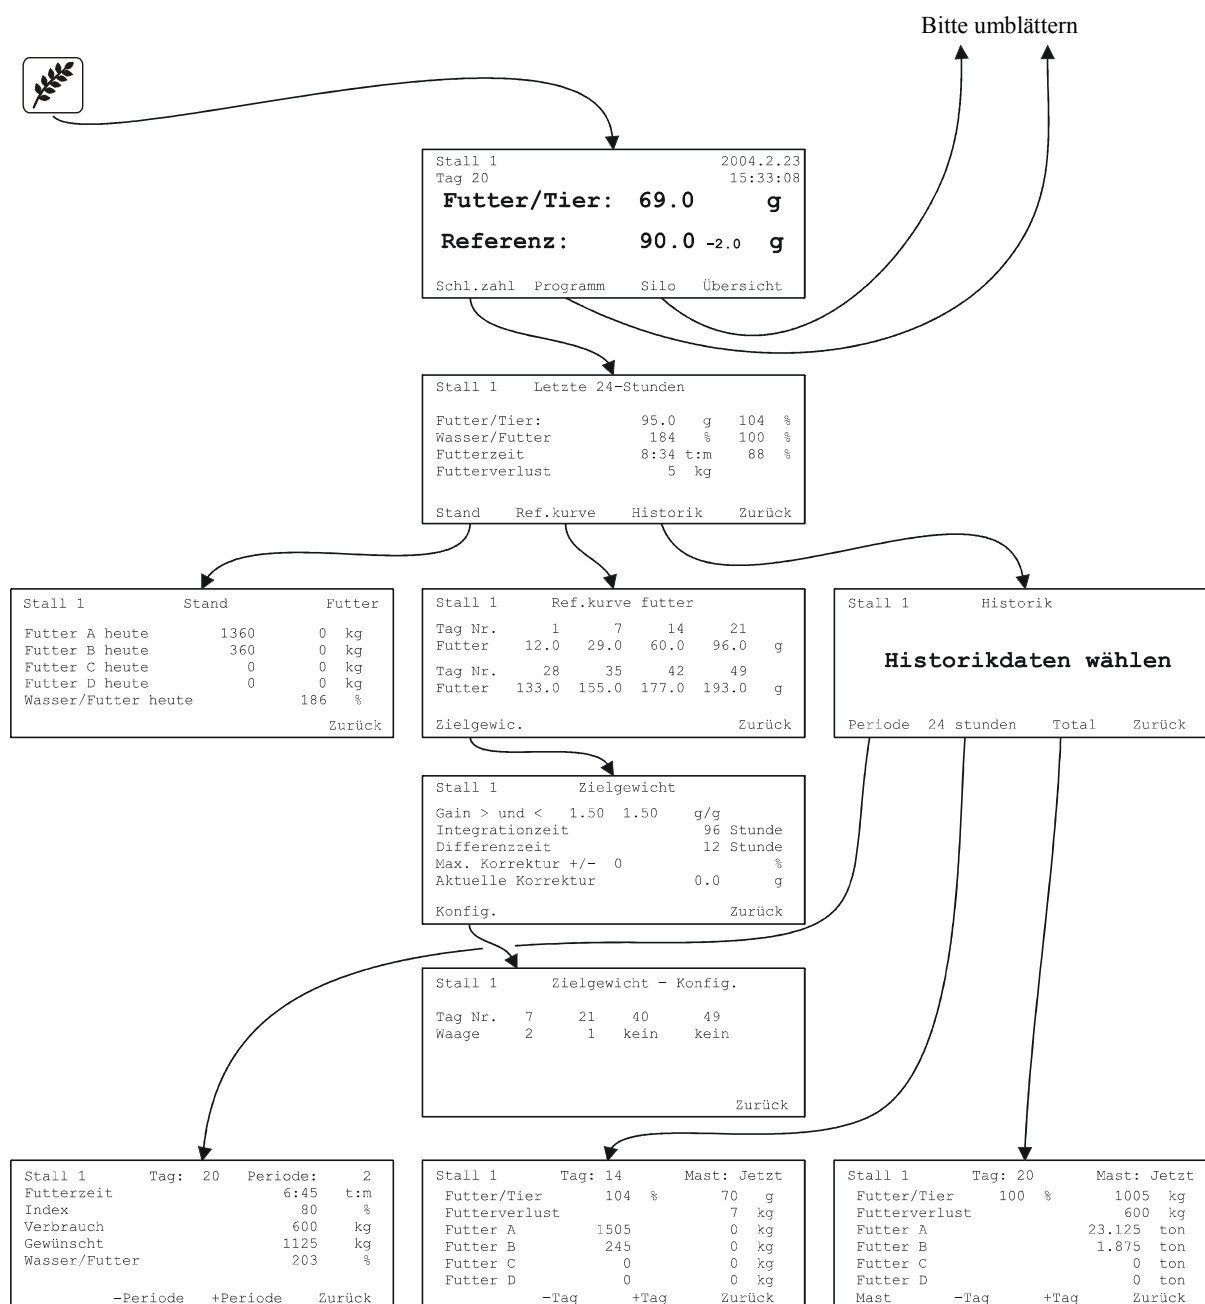 Bitte umblättern
Stall 1 2004.2.23
Tag 20 15:33:08
Futter/Tier: 69.0 g
Referenz: 90.0 -2.0 g
Schl.zahl Programm Silo Übersicht
Stall 1 Letzte 24-Stunden
Futter/Tier: 95.0 g 104 %
Wasser/Futter 184 % 100 %
Futterzeit 8:34 t:m 88 %
Futterverlust 5 kg
Stand Ref.kurve Historik Zurück
Stall 1 Stand Futter
Futter A heute 1360 0 kg
Futter B heute 360 0 kg
Futter C heute 0 0 kg
Futter D heute 0 0 kg
Wasser/Futter heute 186 %
Zurück
Stall 1 Ref.kurve futter
Tag Nr. 1 7 14 21
Futter 12.0 29.0 60.0 96.0 g
Tag Nr. 28 35 42 49
Futter 133.0 155.0 177.0 193.0 g
Zielgewic. Zurück
Stall 1 Historik
Historikdaten wählen
Periode 24 stunden Total Zurück
Stall 1 Zielgewicht
Gain > und < 1.50 1.50 g/g
Integrationzeit 96 Stunde
Differenzzeit 12 Stunde
Max. Korrektur +/- 0 %
Aktuelle Korrektur 0.0 g
Konfig. Zurück
Stall 1 Zielgewicht - Konfig.
Tag Nr. 7 21 40 49
Waage 2 1 kein kein
Zurück
Stall 1 Tag: 20 Periode: 2
Futterzeit 6:45 t:m
Index 80 %
Verbrauch 600 kg
Gewünscht 1125 kg
Wasser/Futter 203 %
-Periode +Periode Zurück
Stall 1 Tag: 14 Mast: Jetzt
Futter/Tier 104 % 70 g
Futterverlust 7 kg
Futter A 1505 0 kg
Futter B 245 0 kg
Futter C 0 0 kg
Futter D 0 0 kg
-Tag +Tag Zurück
Stall 1 Tag: 20 Mast: Jetzt
Futter/Tier 100 % 1005 kg
Futterverlust 600 kg
Futter A 23.125 ton
Futter B 1.875 ton
Futter C 0 ton
Futter D 0 ton
Mast -Tag +Tag Zurück